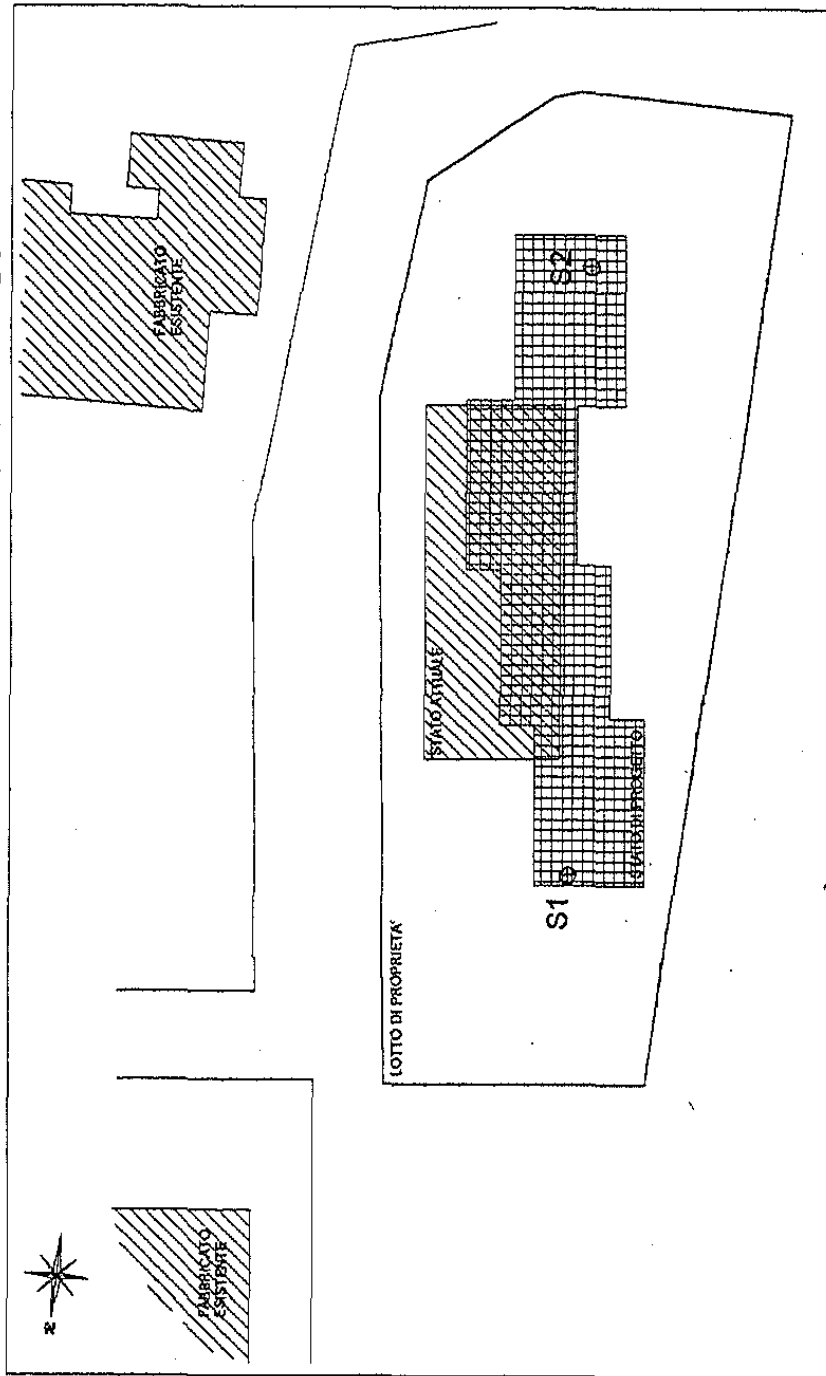 FABBRICATO
ESISTENTE
S2
STATO ATTUALE
STATO DI PROGETTO
S1
LOTTO DI PROPRIETA'
FABBRICATO
ESISTENTE
N